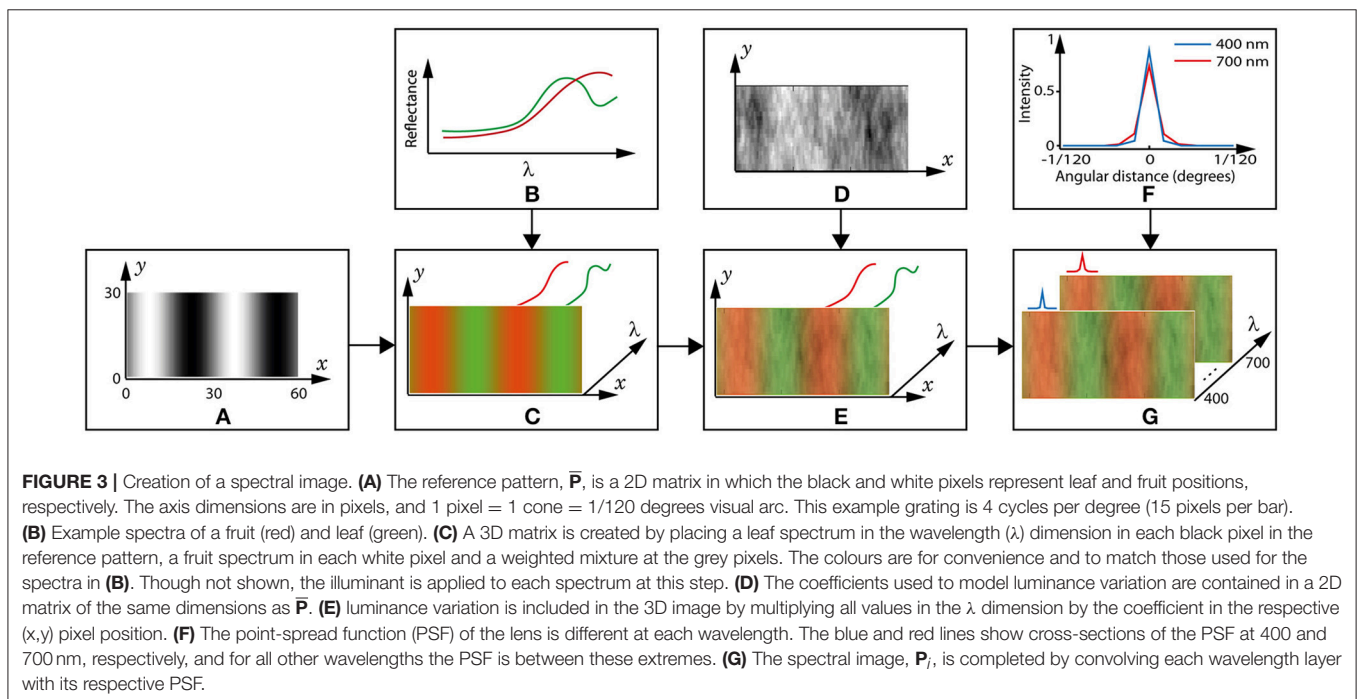 Reflectance
λ
B
y
x
D
1
0.5
0
Intensity
400 nm
700 nm
-1/120 0 1/120
Angular distance (degrees)
F
y
30
0
0 30 60
x
A
y
λ
x
C
y
λ
x
E
λ
700
400
G
FIGURE 3 | Creation of a spectral image. (A) The reference pattern, P̅, is a 2D matrix in which the black and white pixels represent leaf and fruit positions,
respectively. The axis dimensions are in pixels, and 1 pixel = 1 cone = 1/120 degrees visual arc. This example grating is 4 cycles per degree (15 pixels per bar).
(B) Example spectra of a fruit (red) and leaf (green). (C) A 3D matrix is created by placing a leaf spectrum in the wavelength (λ) dimension in each black pixel in the
reference pattern, a fruit spectrum in each white pixel and a weighted mixture at the grey pixels. The colours are for convenience and to match those used for the
spectra in (B). Though not shown, the illuminant is applied to each spectrum at this step. (D) The coefficients used to model luminance variation are contained in a 2D
matrix of the same dimensions as P̅. (E) luminance variation is included in the 3D image by multiplying all values in the λ dimension by the coefficient in the respective
(x,y) pixel position. (F) The point-spread function (PSF) of the lens is different at each wavelength. The blue and red lines show cross-sections of the PSF at 400 and
700 nm, respectively, and for all other wavelengths the PSF is between these extremes. (G) The spectral image, Pᵢ, is completed by convolving each wavelength layer
with its respective PSF.